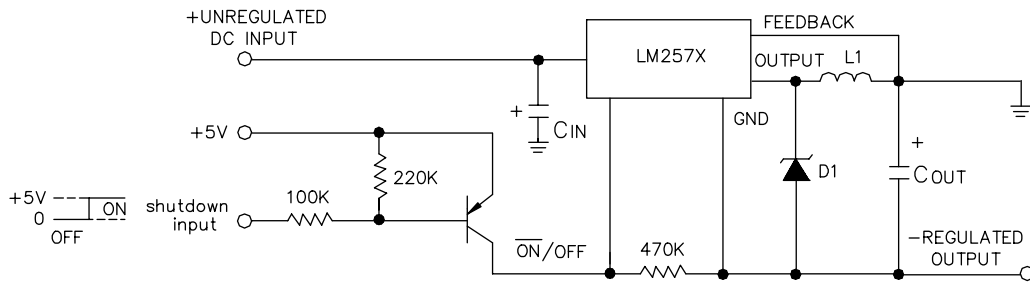 +UNREGULATED
DC INPUT
FEEDBACK
LM257X
OUTPUT
L1
+
CIN
GND
+5V
220K
+
D1
COUT
100K
+5V
ON
0
OFF
shutdown
input
ON/OFF
470K
–REGULATED
OUTPUT